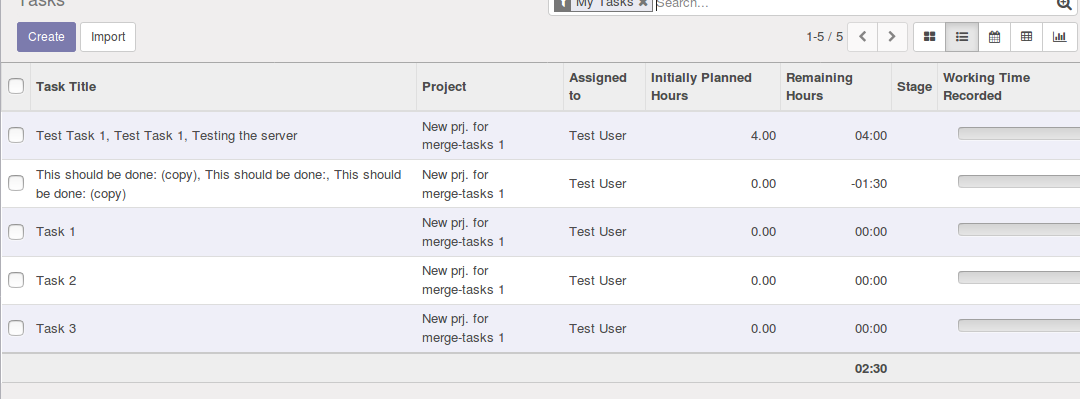 Tasks
My Tasks ✖ Search...
Create Import 1-5 / 5
Task Title Project Assigned to Initially Planned Hours Remaining Hours Stage Working Time Recorded
Test Task 1, Test Task 1, Testing the server New prj. for merge-tasks 1 Test User 4.00 04:00
This should be done: (copy), This should be done:, This should be done: (copy) New prj. for merge-tasks 1 Test User 0.00 -01:30
Task 1 New prj. for merge-tasks 1 Test User 0.00 00:00
Task 2 New prj. for merge-tasks 1 Test User 0.00 00:00
Task 3 New prj. for merge-tasks 1 Test User 0.00 00:00
02:30